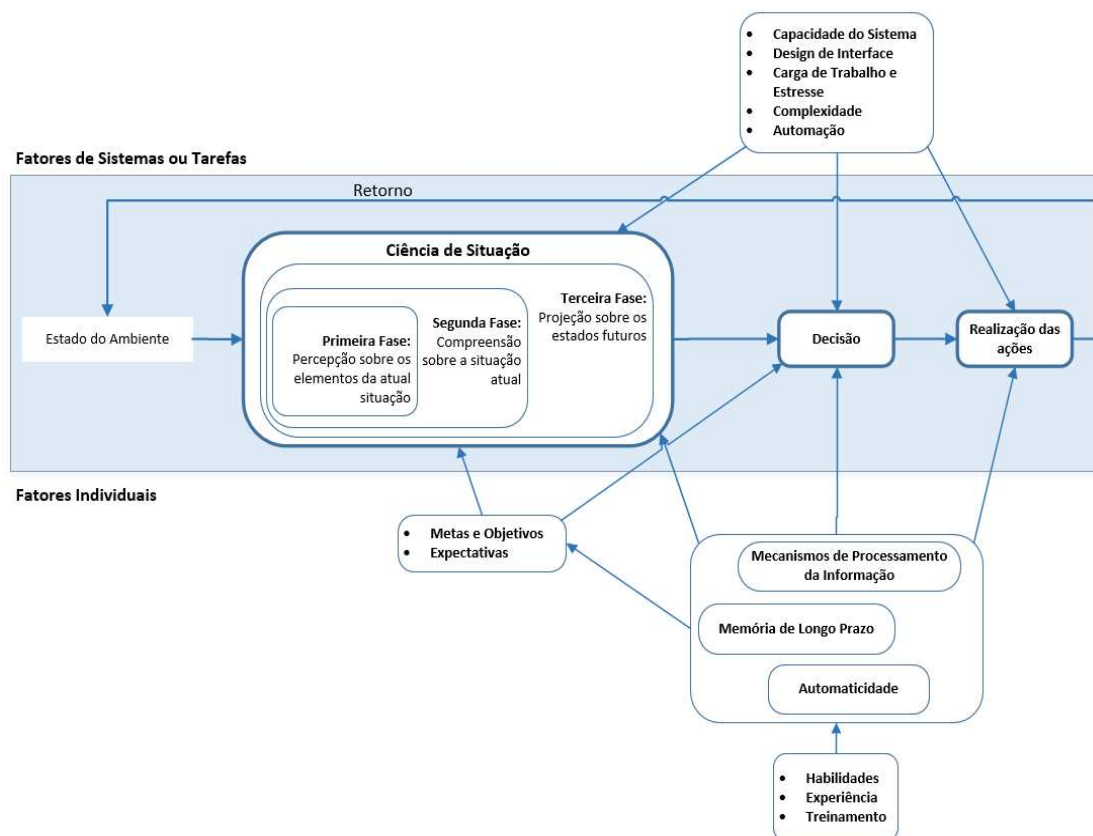 • Capacidade do Sistema
• Design de Interface
• Carga de Trabalho e
Estresse
• Complexidade
• Automação
Fatores de Sistemas ou Tarefas
Retorno
Ciência de Situação
Estado do Ambiente
Primeira Fase:
Percepção sobre os
elementos da atual
situação
Segunda Fase:
Compreensão
sobre a situação
atual
Terceira Fase:
Projeção sobre os
estados futuros
Decisão
Realização das
ações
Fatores Individuais
• Metas e Objetivos
• Expectativas
Mecanismos de Processamento
da Informação
Memória de Longo Prazo
Automaticidade
• Habilidades
• Experiência
• Treinamento